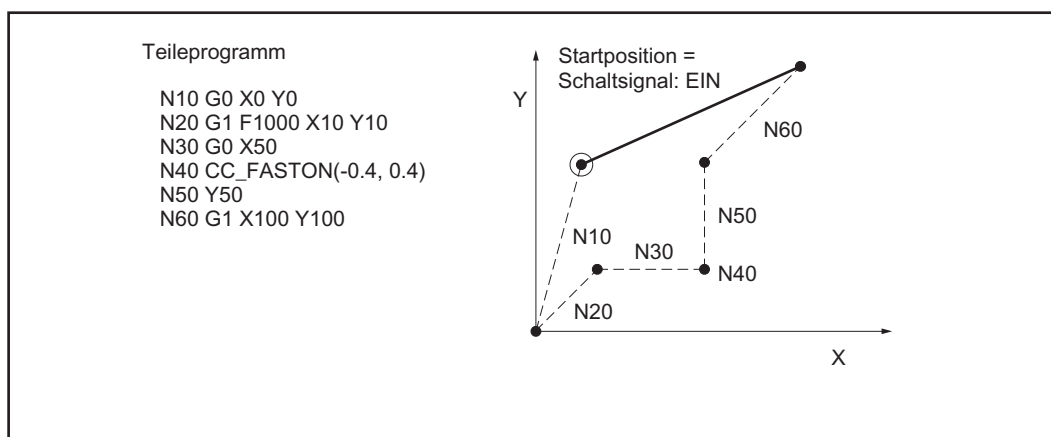 Teileprogramm
N10 G0 X0 Y0
N20 G1 F1000 X10 Y10
N30 G0 X50
N40 CC_FASTON(-0.4, 0.4)
N50 Y50
N60 G1 X100 Y100
Startposition =
Schaltsignal: EIN
Y
N60
N50
N10
N30
N40
N20
X